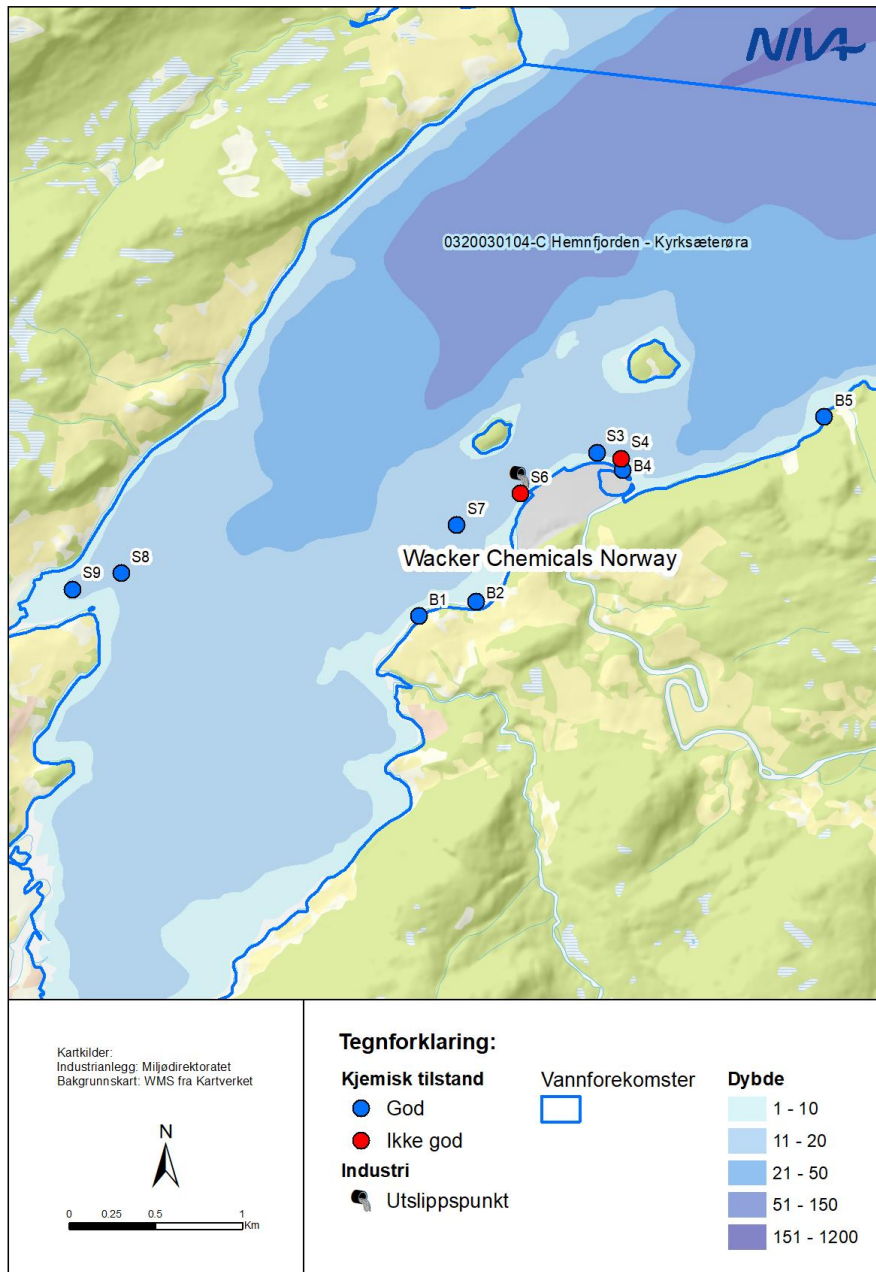 NIVA
0320030104-C Hemnfjorden - Kyrksæterøra
B5
S3
S4
B4
S6
S7
Wacker Chemicals Norway
S8
S9
B2
B1
Kartkilder:
Industrianlegg: Miljødirektoratet
Bakgrunnskart: WMS fra Kartverket
N
0 0.25 0.5 1
Km
Tegnforklaring:
Kjemisk tilstand
God
Ikke god
Industri
Utslippspunkt
Vannforekomster
Dybde
1 - 10
11 - 20
21 - 50
51 - 150
151 - 1200